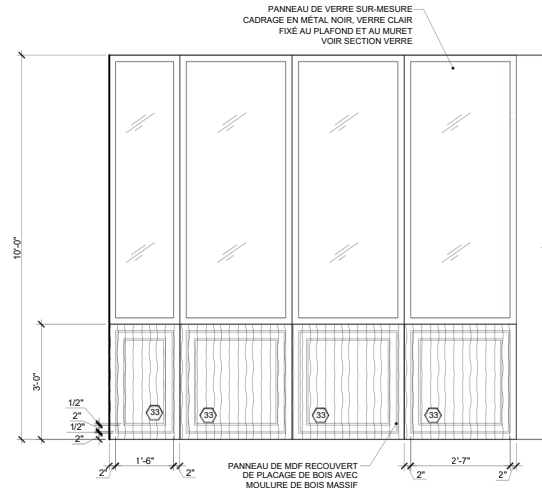 PANNEAU DE VERRE SUR-MESURE
CADRAGE EN MÉTAL NOIR, VERRE CLAIR
FIXÉ AU PLAFOND ET AU MURET
VOIR SECTION VERRE
10'-0"
3'-0"
1/2"
2"
1/2"
2"
33
33
33
33
2"
1'-6"
2"
PANNEAU DE MDF RECOUVERT
DE PLACAGE DE BOIS AVEC
MOULURE DE BOIS MASSIF
2"
2'-7"
2"